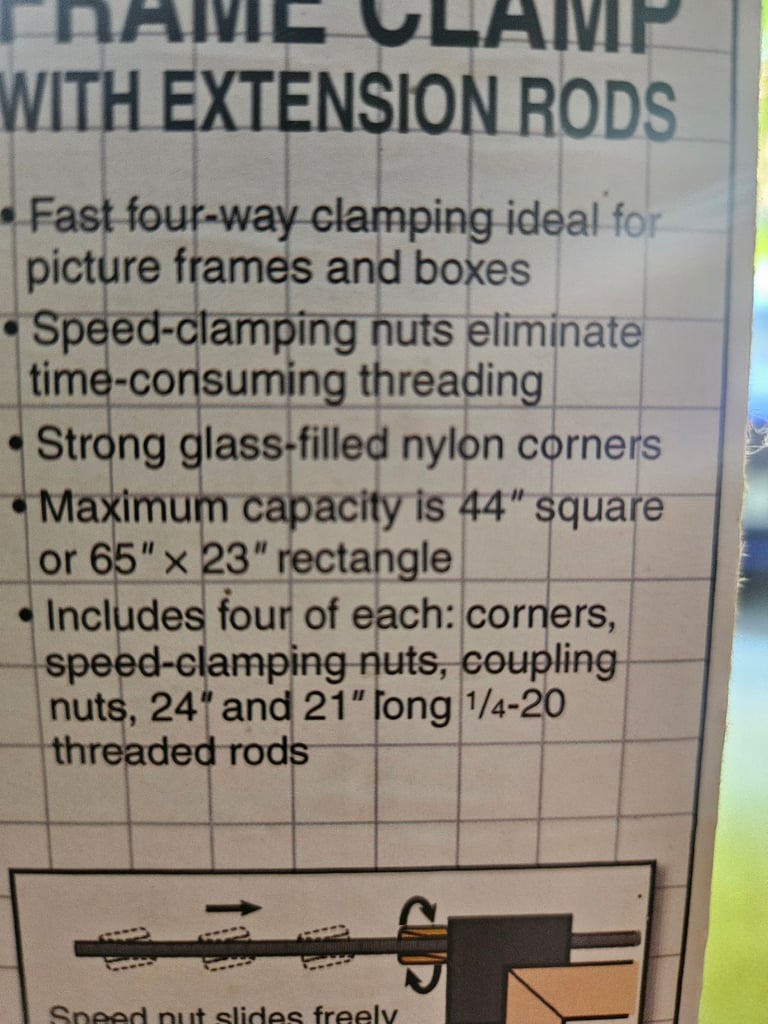 FRAME CLAMP
WITH EXTENSION RODS
• Fast four-way clamping ideal for
picture frames and boxes
• Speed-clamping nuts eliminate
time-consuming threading
• Strong glass-filled nylon corners
• Maximum capacity is 44" square
or 65" x 23" rectangle
• Includes four of each: corners,
speed-clamping nuts, coupling
nuts, 24" and 21" long 1/4-20
threaded rods
Speed nut slides freely